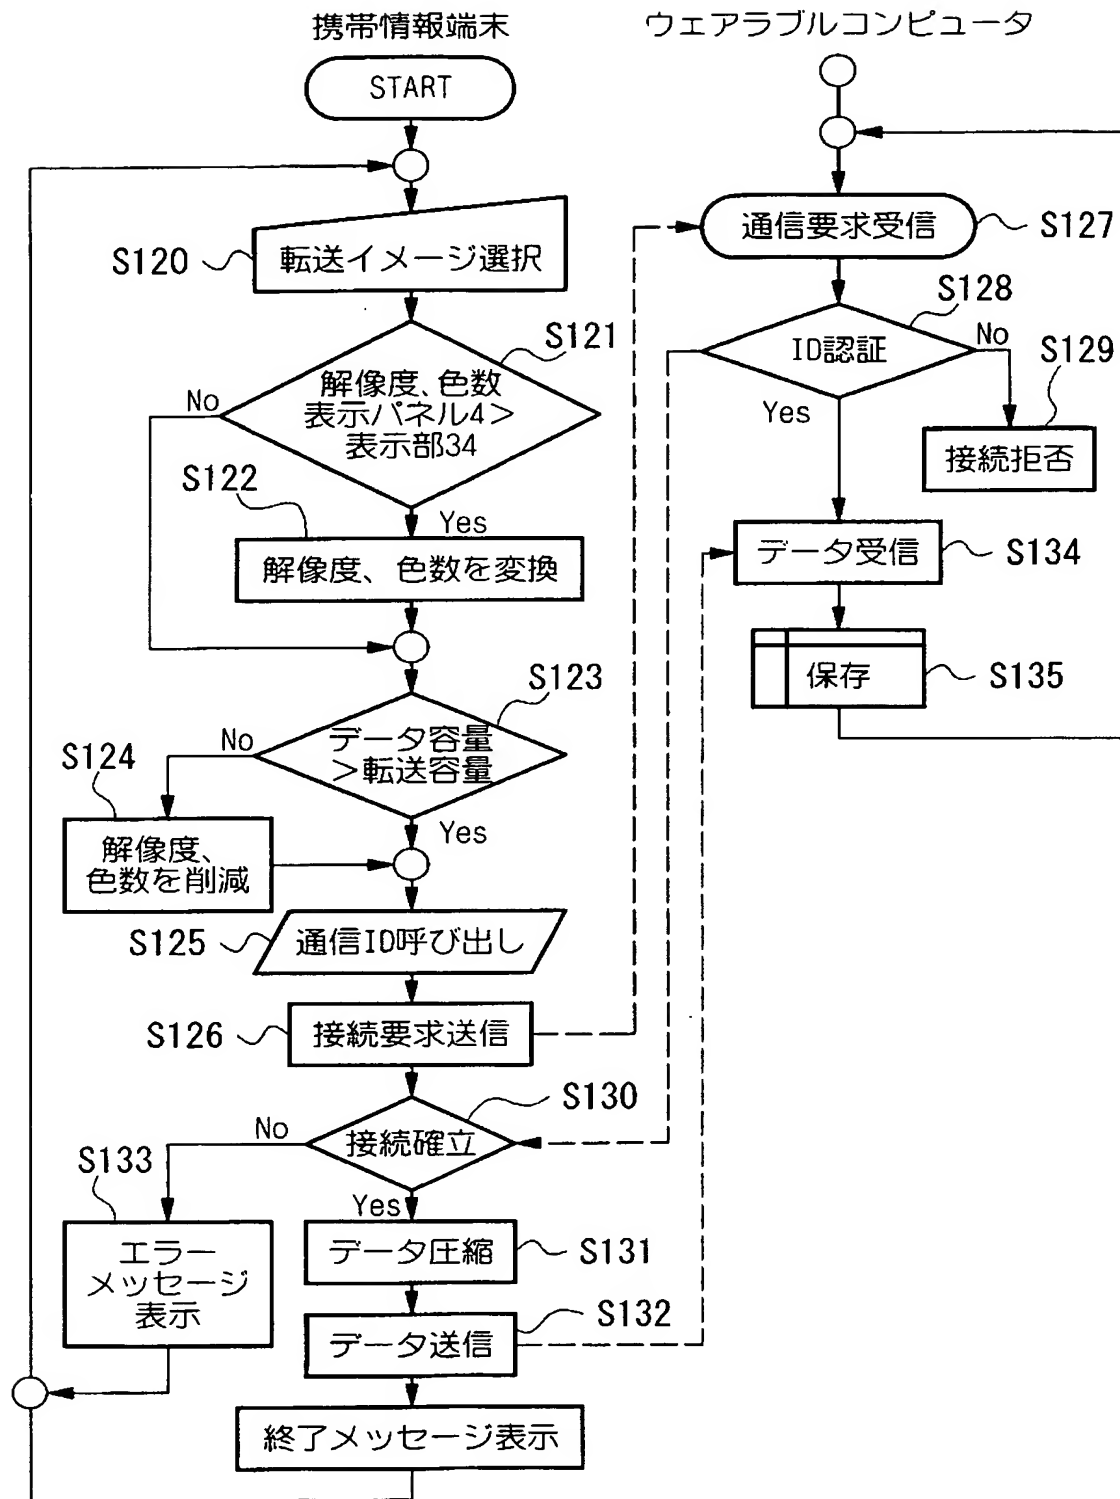 携帯情報端末
ウェアラブルコンピュータ
START
S120
転送イメージ選択
S121
解像度、色数
表示パネル4>
表示部34
No
Yes
S122
解像度、色数を変換
S123
データ容量
>転送容量
No
Yes
S124
解像度、
色数を削減
S125
通信ID呼び出し
S126
接続要求送信
S130
接続確立
No
Yes
S133
エラー
メッセージ
表示
データ圧縮
S131
データ送信
S132
終了メッセージ表示
通信要求受信
S127
S128
ID認証
No
Yes
S129
接続拒否
データ受信
S134
保存
S135